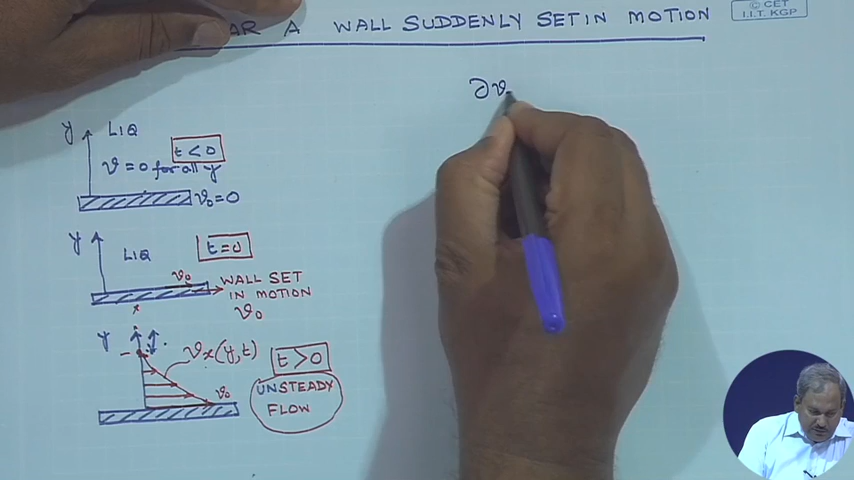 AR A WALL SUDDENLY SET IN MOTION
© CET
I.I.T. KGP
∂v
y LIQ t < 0
v = 0 for all y
v₀ = 0
y LIQ t = 0
v₀ WALL SET
IN MOTION
v₀
y vx(y,t) t > 0
v₀ UNSTEADY
FLOW